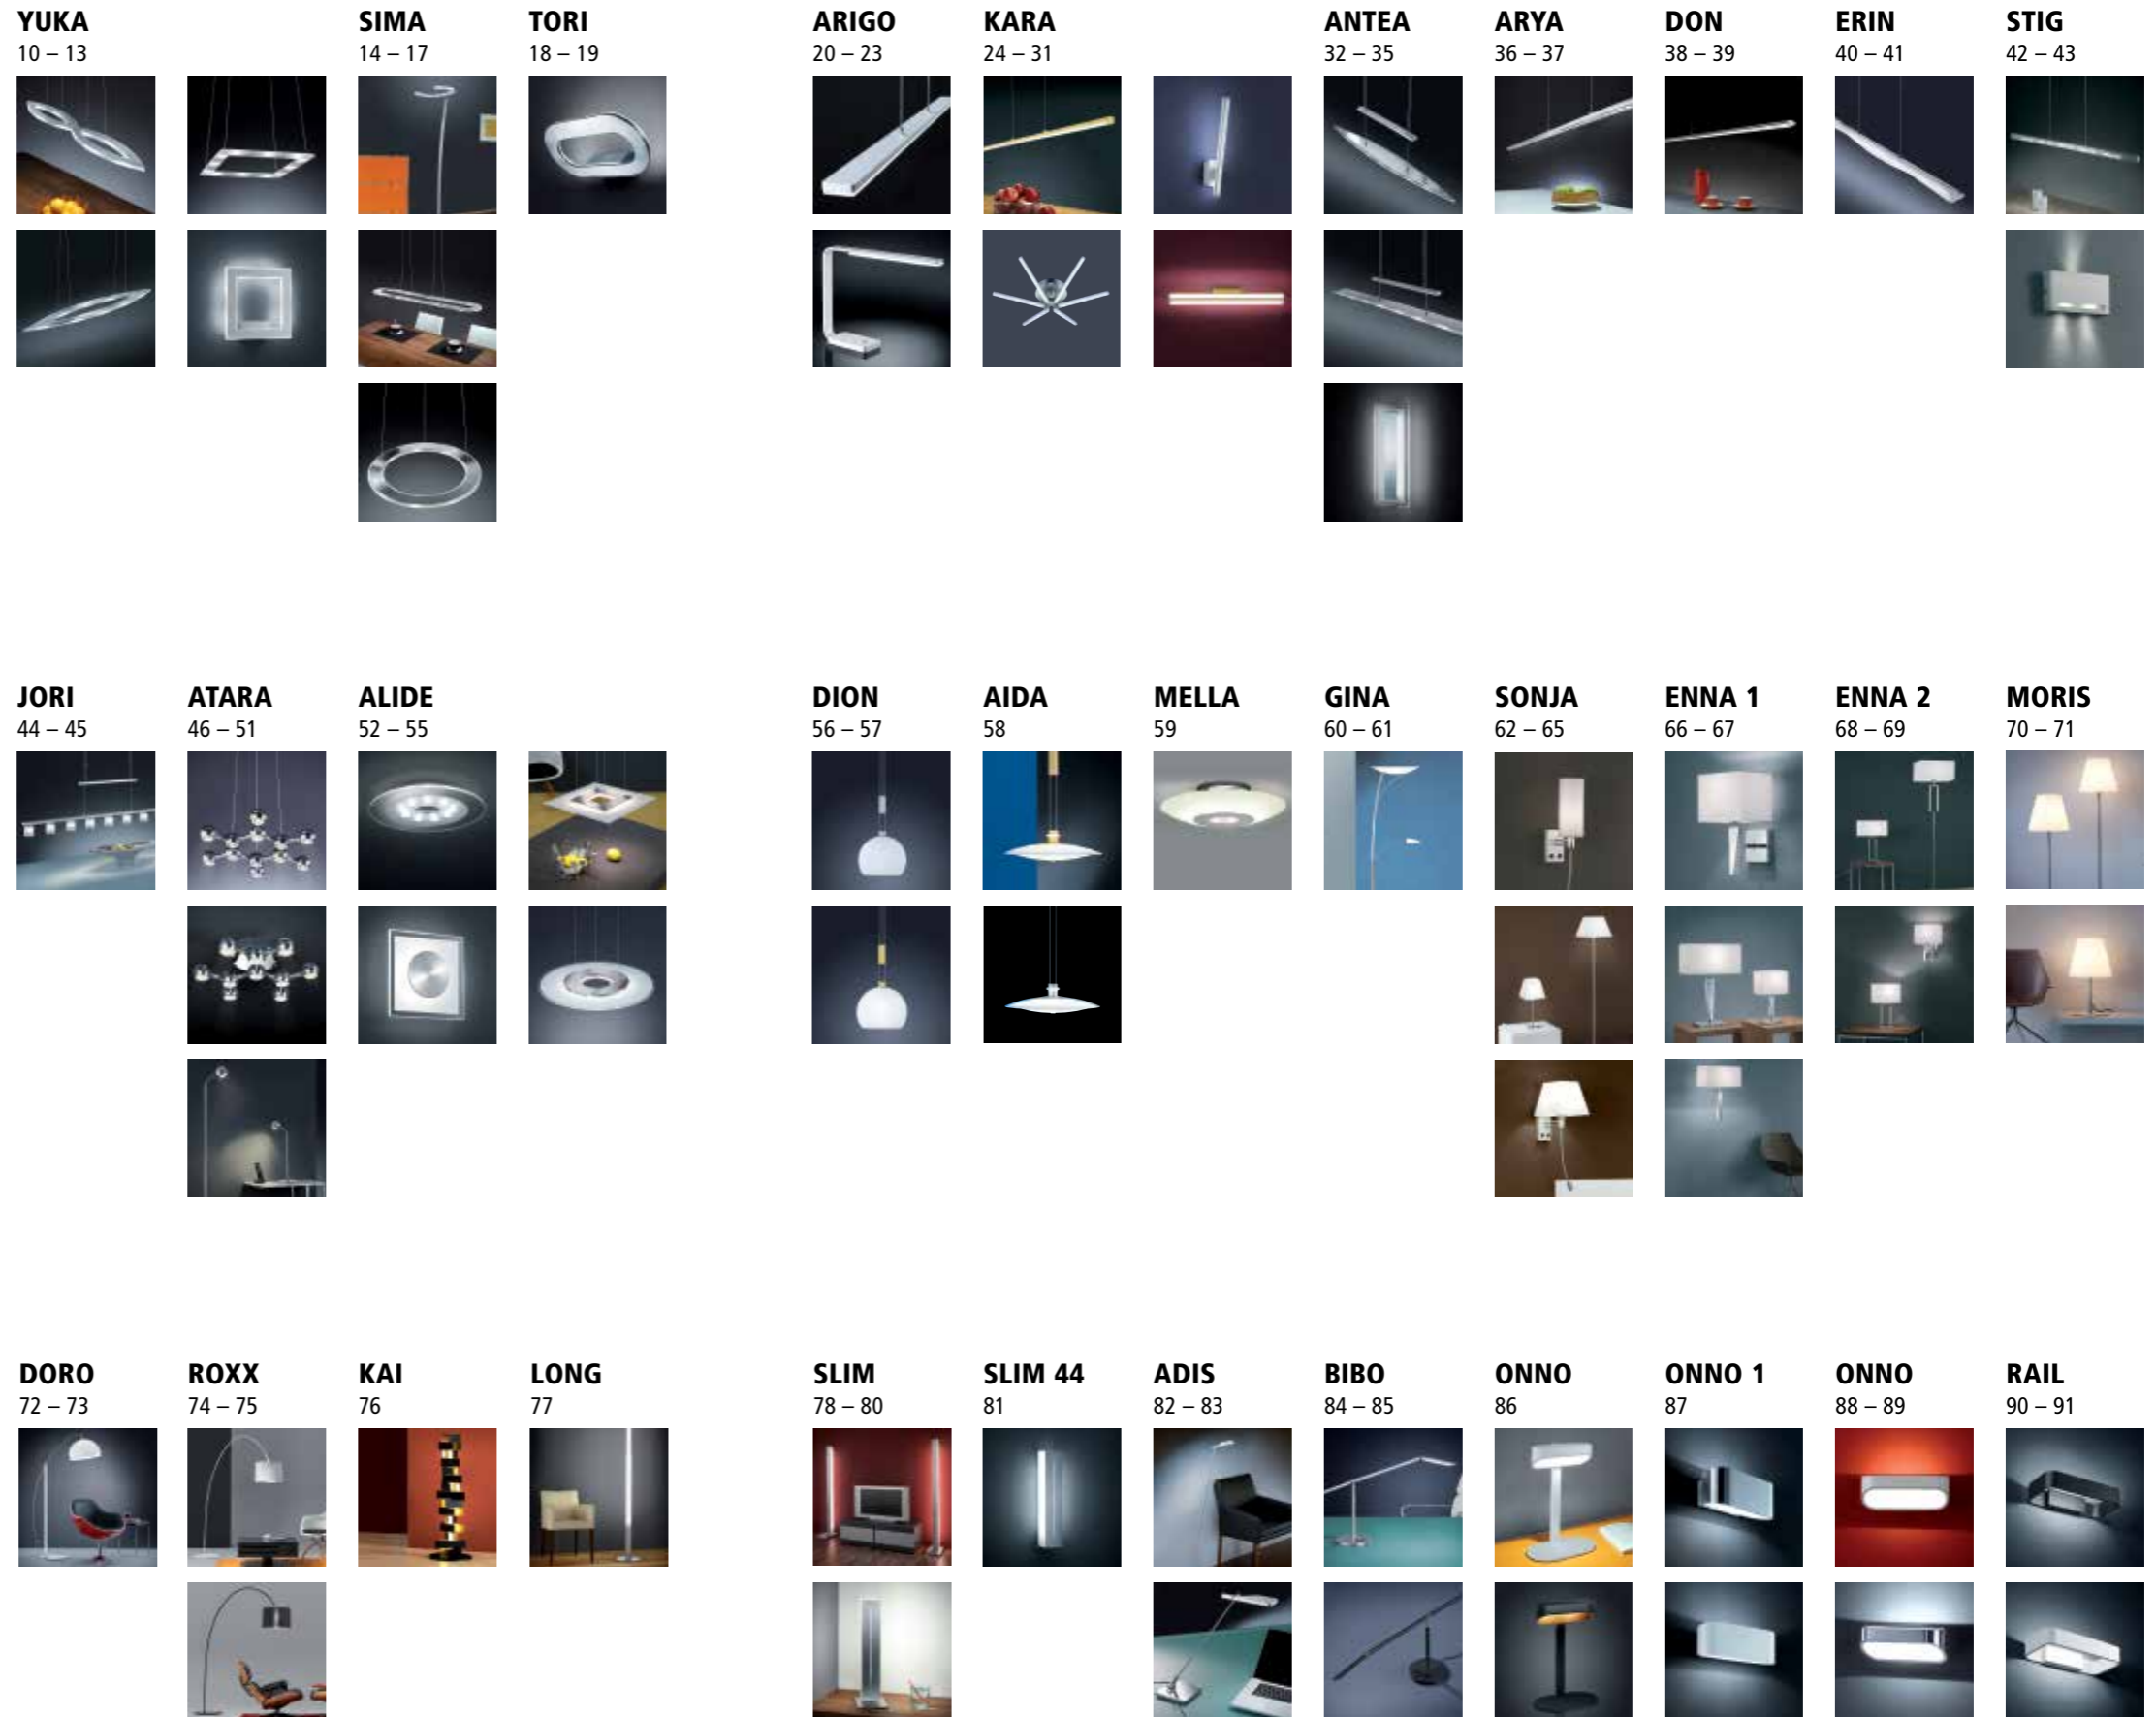 YUKA
10 – 13
SIMA
14 – 17
TORI
18 – 19
ARIGO
20 – 23
KARA
24 – 31
ANTEA
32 – 35
ARYA
36 – 37
DON
38 – 39
ERIN
40 – 41
STIG
42 – 43
JORI
44 – 45
ATARA
46 – 51
ALIDE
52 – 55
DION
56 – 57
AIDA
58
MELLA
59
GINA
60 – 61
SONJA
62 – 65
ENNA 1
66 – 67
ENNA 2
68 – 69
MORIS
70 – 71
DORO
72 – 73
ROXX
74 – 75
KAI
76
LONG
77
SLIM
78 – 80
SLIM 44
81
ADIS
82 – 83
BIBO
84 – 85
ONNO
86
ONNO 1
87
ONNO
88 – 89
RAIL
90 – 91